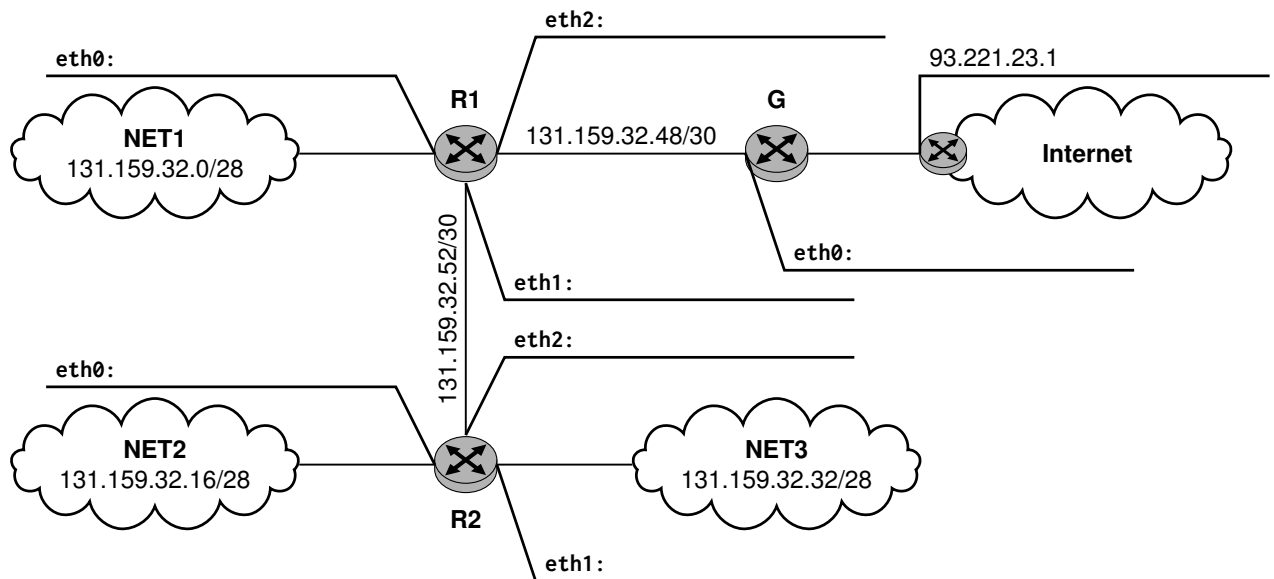 eth2:
eth0:
93.221.23.1
R1
G
NET1
131.159.32.0/28
131.159.32.48/30
Internet
131.159.32.52/30
eth0:
eth1:
eth2:
eth0:
NET2
131.159.32.16/28
NET3
131.159.32.32/28
R2
eth1: